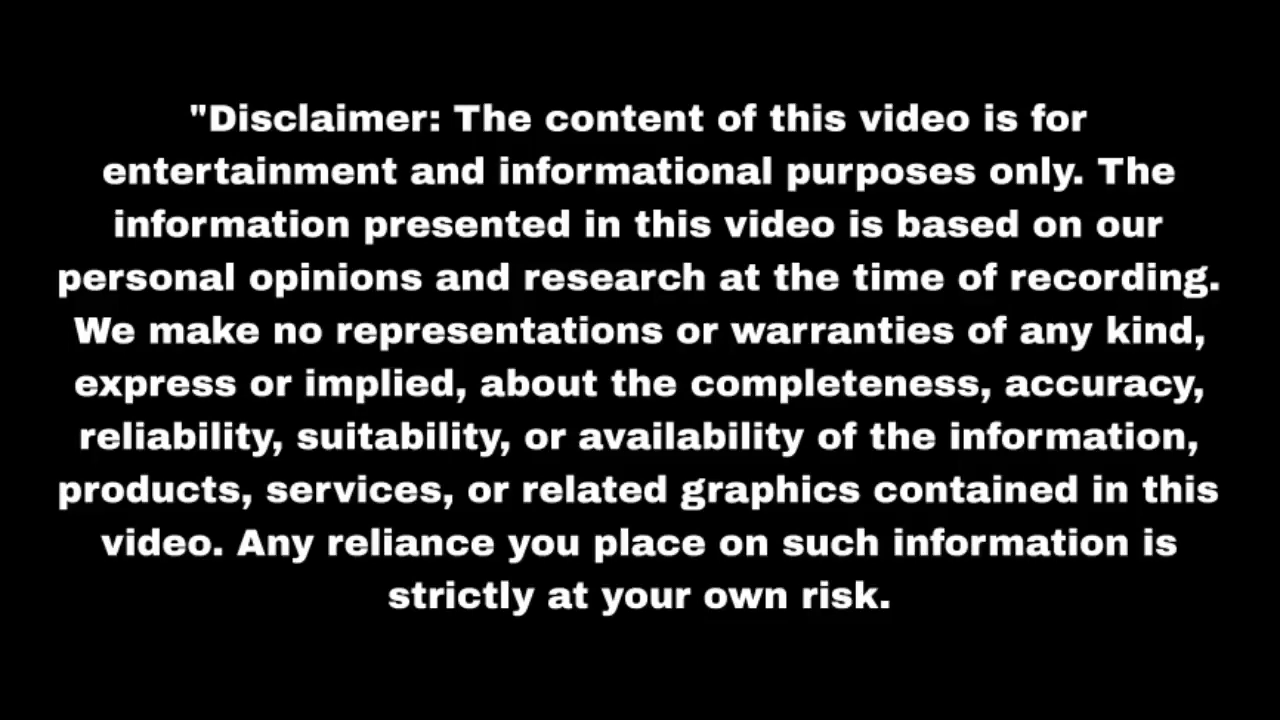 "Disclaimer: The content of this video is for
entertainment and informational purposes only. The
information presented in this video is based on our
personal opinions and research at the time of recording.
We make no representations or warranties of any kind,
express or implied, about the completeness, accuracy,
reliability, suitability, or availability of the information,
products, services, or related graphics contained in this
video. Any reliance you place on such information is
strictly at your own risk.